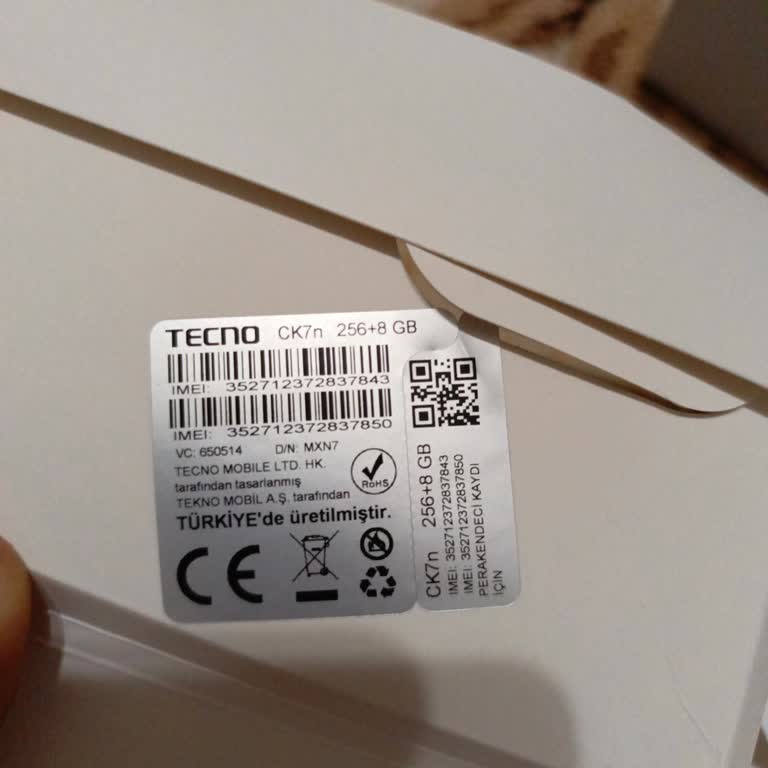 TECNO CK7n 256+8 GB
IMEI: 352712372837843
IMEI: 352712372837850
VC: 650514 D/N: MXN7
TECNO MOBILE LTD. HK.
tarafından tasarlanmış
TEKNO MOBİL A.Ş. tarafından
TÜRKİYE'de üretilmiştir.
RoHS
CE
CK7n 256+8 GB
IMEI: 352712372837843
IMEI: 352712372837850
PERAKENDECİ KAYDI
İÇİN